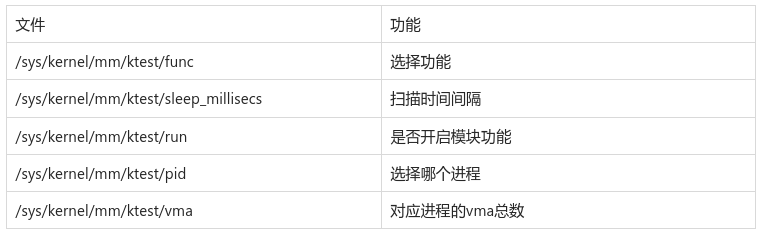 文件 功能
/sys/kernel/mm/ktest/func 选择功能
/sys/kernel/mm/ktest/sleep_millisecs 扫描时间间隔
/sys/kernel/mm/ktest/run 是否开启模块功能
/sys/kernel/mm/ktest/pid 选择哪个进程
/sys/kernel/mm/ktest/vma 对应进程的vma总数